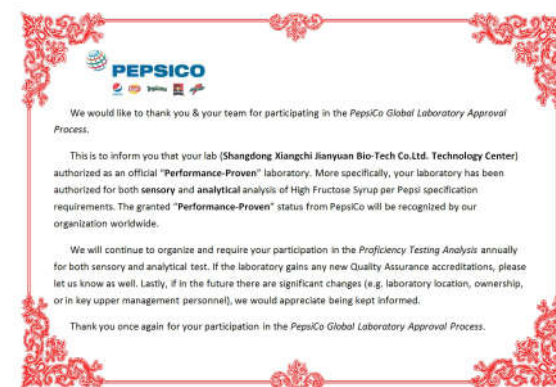 PEPSICO
We would like to thank you & your team for participating in the PepsiCo Global Laboratory Approval
Process.
This is to inform you that your lab (Shangdong Xiangchi Jianyuan Bio-Tech Co.Ltd. Technology Center)
authorized as an official "Performance-Proven" laboratory. More specifically, your laboratory has been
authorized for both sensory and analytical analysis of High Fructose Syrup per Pepsi specification
requirements. The granted "Performance-Proven" status from PepsiCo will be recognized by our
organization worldwide.
We will continue to organize and require your participation in the Proficiency Testing Analysis annually
for both sensory and analytical test. If the laboratory gains any new Quality Assurance accreditations, please
let us know as well. Lastly, if in the future there are significant changes (e.g. laboratory location, ownership,
or in key upper management personnel), we would appreciate being kept informed.
Thank you once again for your participation in the PepsiCo Global Laboratory Approval Process.